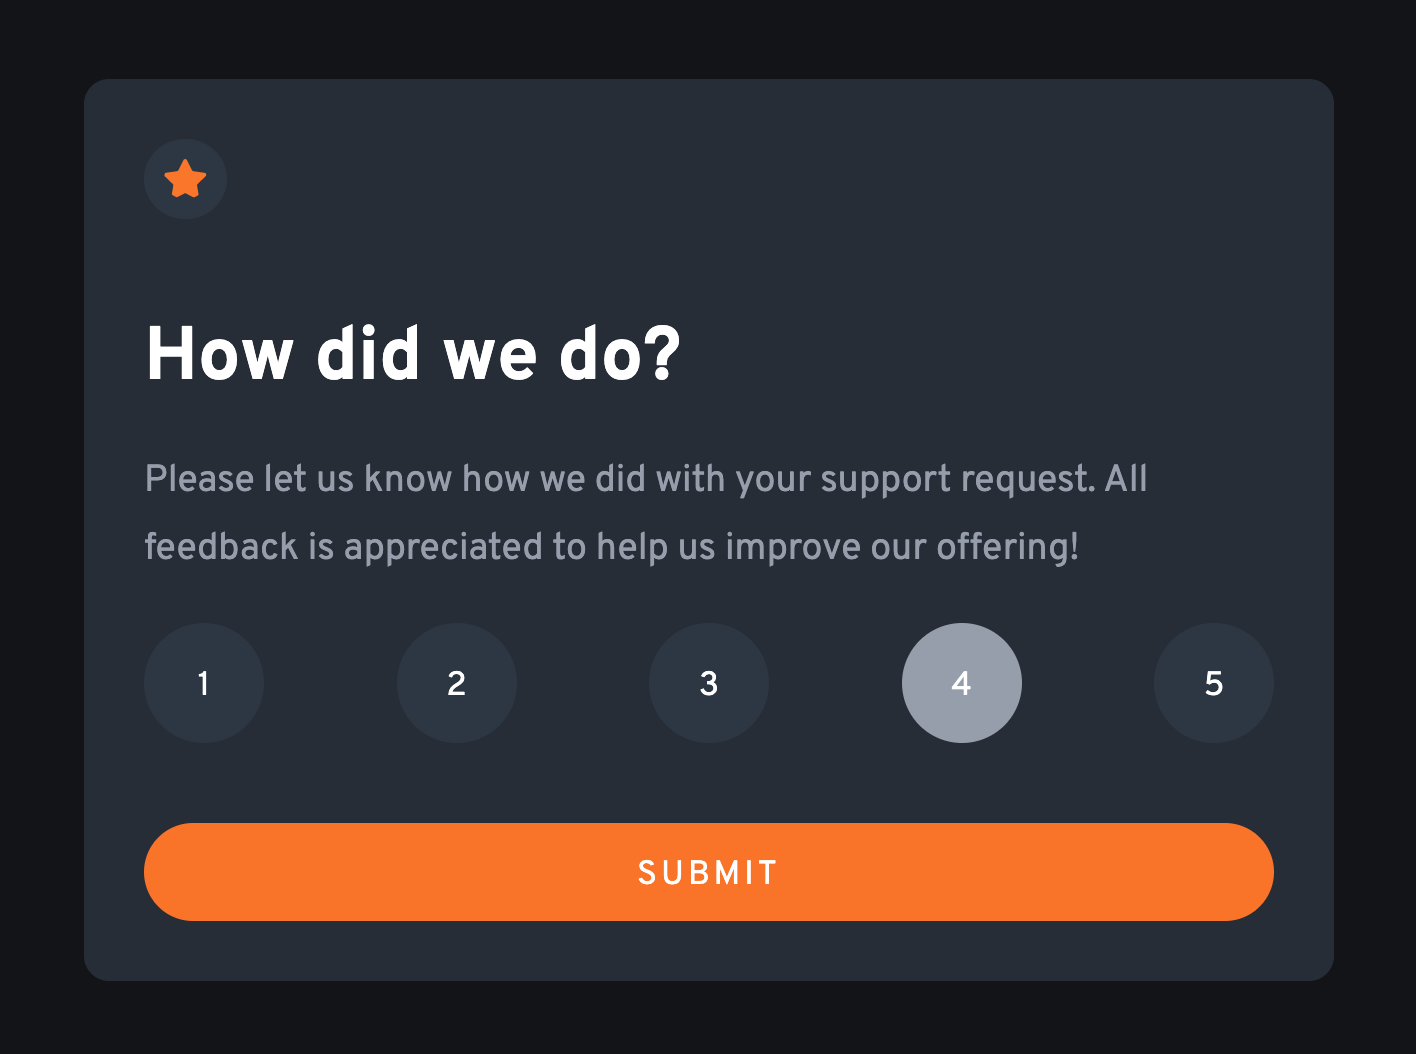 How did we do?
Please let us know how we did with your support request. All
feedback is appreciated to help us improve our offering!
1 2 3 4 5
SUBMIT